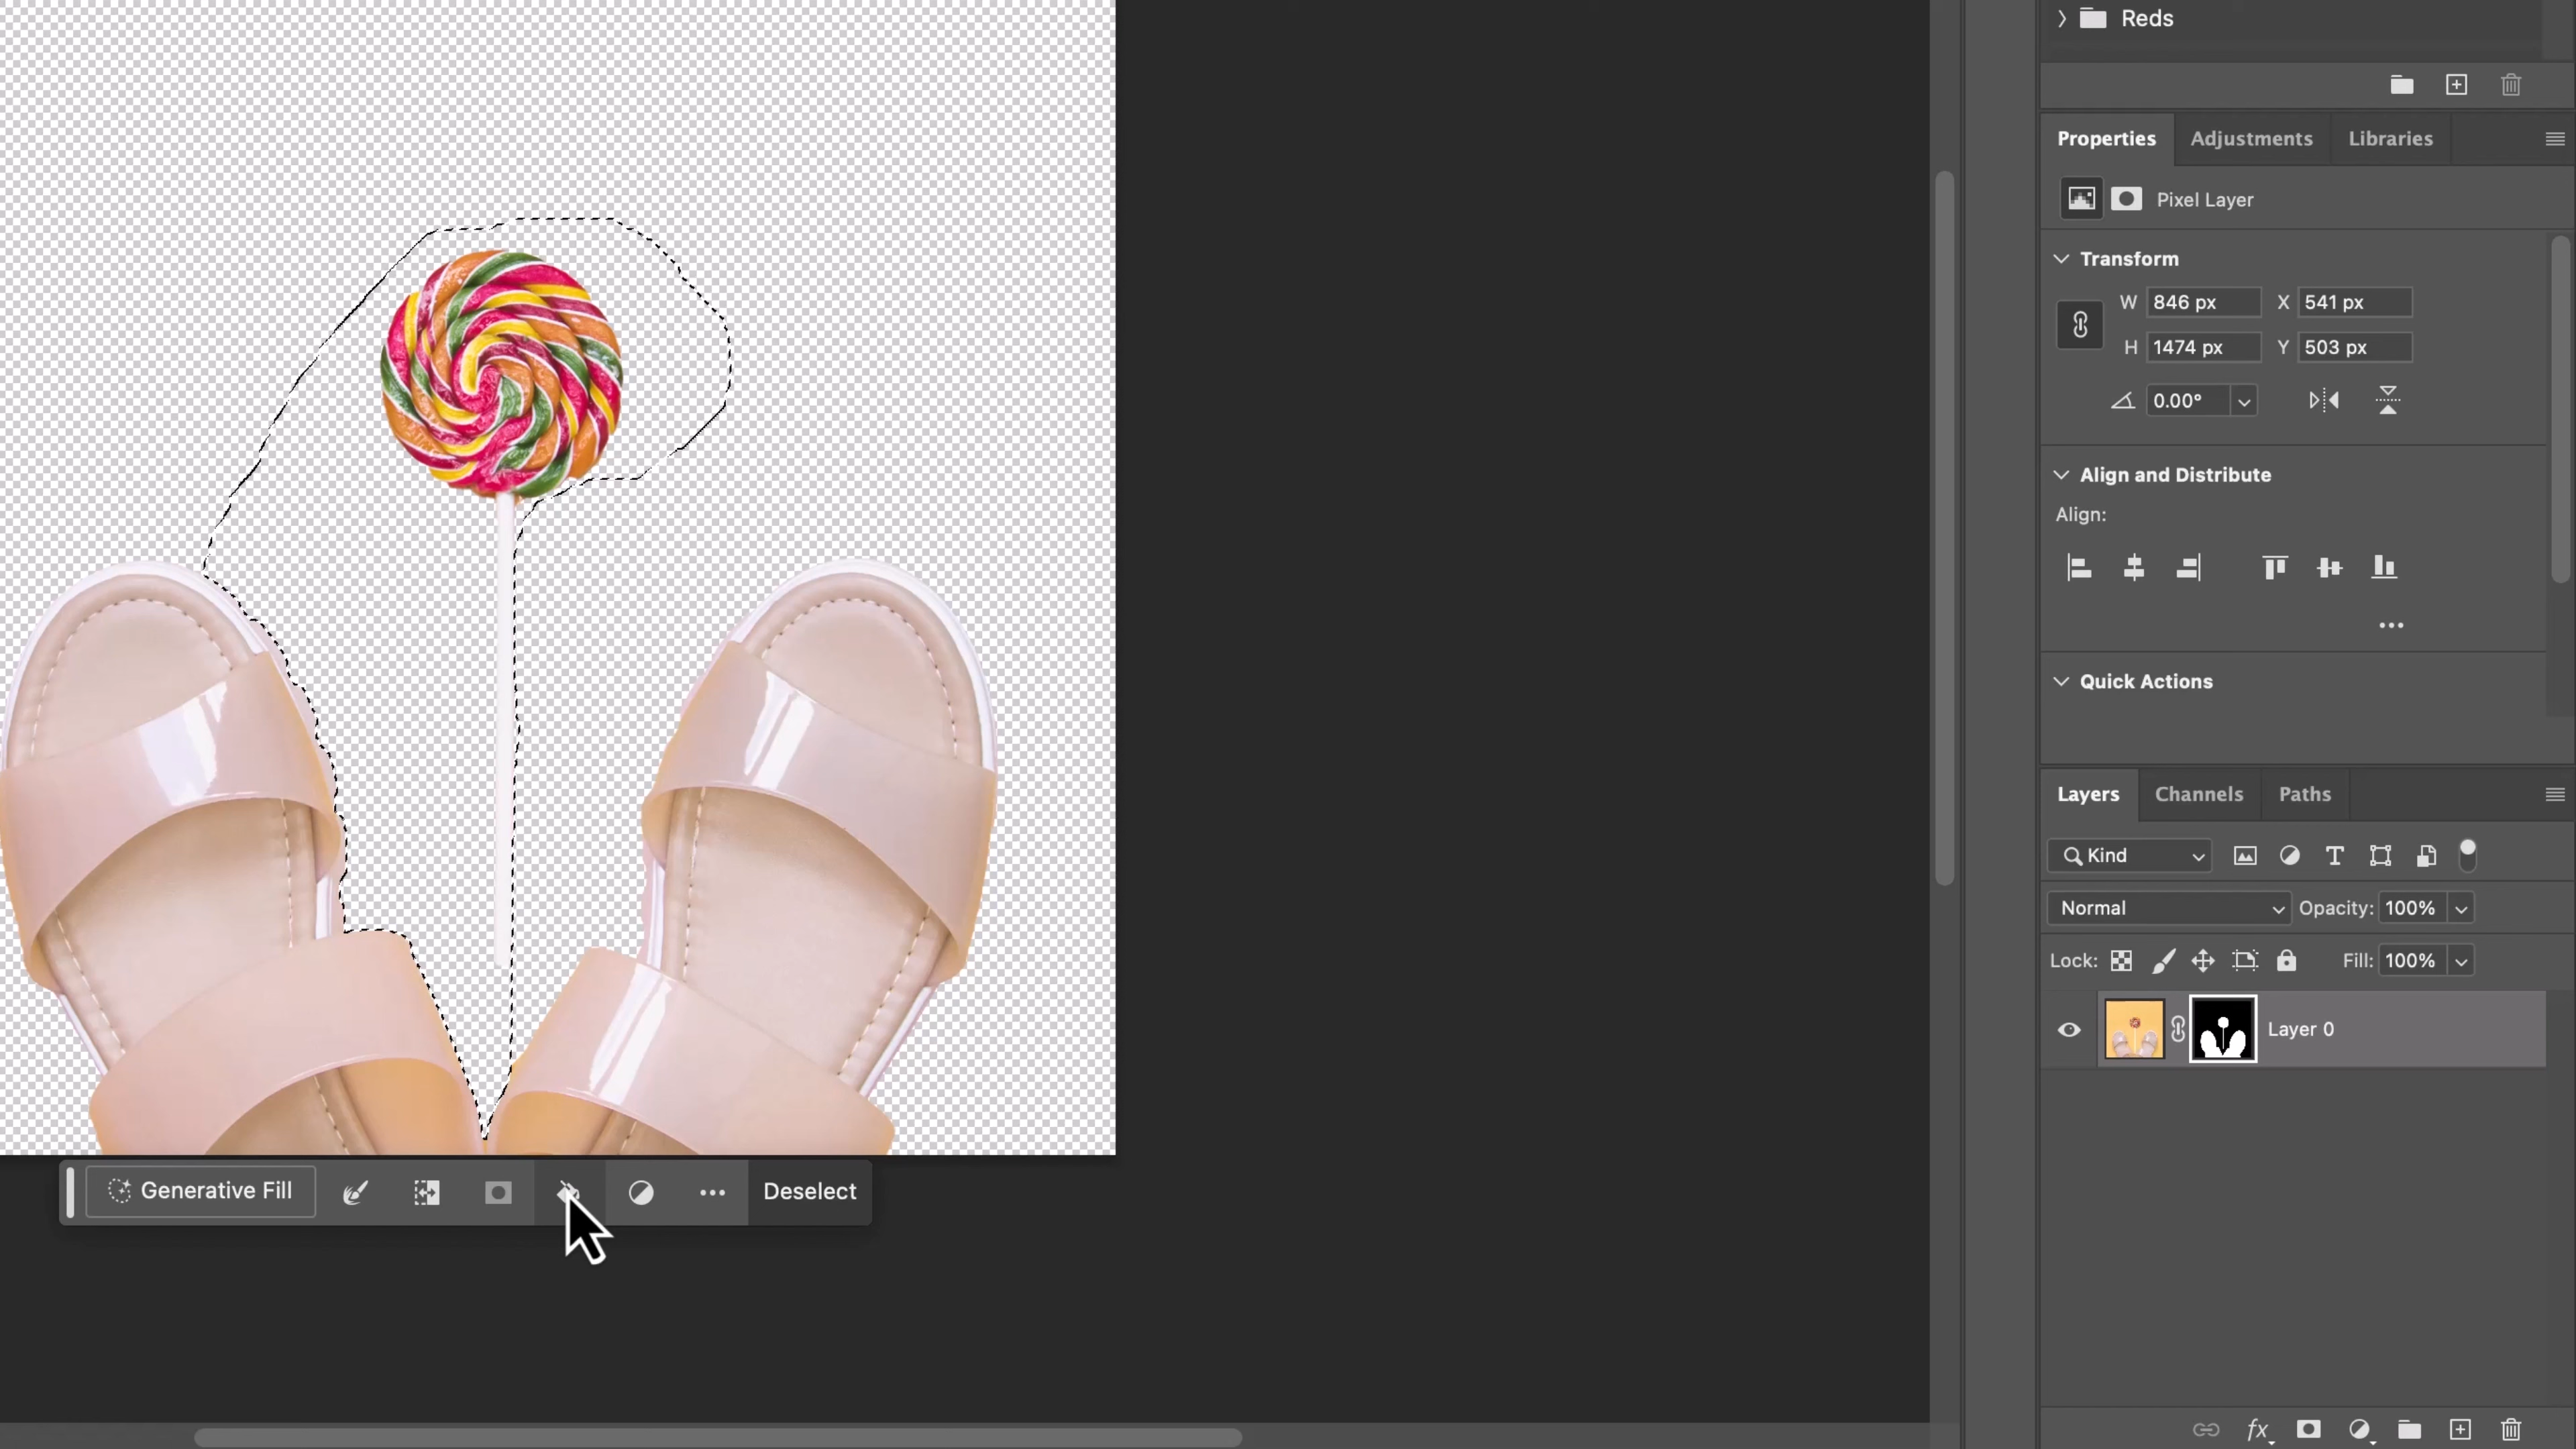 Reds
Properties Adjustments Libraries
Pixel Layer
Transform
W 846 px X 541 px
H 1474 px Y 503 px
0.00°
Align and Distribute
Align:
Quick Actions
Layers Channels Paths
Kind
Normal Opacity: 100%
Lock: Fill: 100%
Layer 0
Generative Fill Deselect
fx